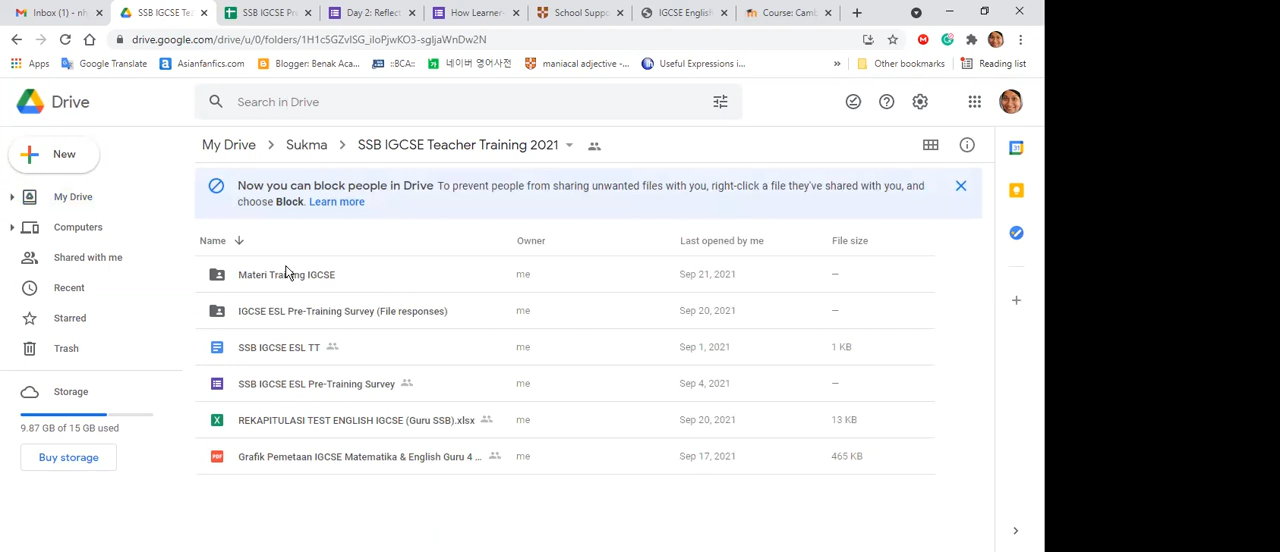 Inbox (1) - nh
SSB IGCSE Te
SSB IGCSE Pr
Day 2: Reflect
How Learner
School Suppo
IGCSE English
Course: Camb
drive.google.com/drive/u/0/folders/1H1c5GZvISG_iIoPjwKO3-sgIjaWnDw2N
Apps
Google Translate
Asianfanfics.com
Bloggen: Benak Aca...
::BCA::
네이버 영어사전
maniacal adjective -...
Useful Expressions i...
»
Other bookmarks
Reading list
Drive
Search in Drive
New
My Drive > Sukma > SSB IGCSE Teacher Training 2021
My Drive
Computers
Shared with me
Recent
Starred
Trash
Storage
9.87 GB of 15 GB used
Buy storage
Now you can block people in Drive To prevent people from sharing unwanted files with you, right-click a file they've shared with you, and
choose Block. Learn more
Name Owner Last opened by me File size
Materi Training IGCSE me Sep 21, 2021 —
IGCSE ESL Pre-Training Survey (File responses) me Sep 20, 2021 —
SSB IGCSE ESL TT me Sep 1, 2021 1 KB
SSB IGCSE ESL Pre-Training Survey me Sep 4, 2021 —
REKAPITULASI TEST ENGLISH IGCSE (Guru SSB).xlsx me Sep 20, 2021 13 KB
Grafik Pemetaan IGCSE Matematika & English Guru 4 ... me Sep 17, 2021 465 KB